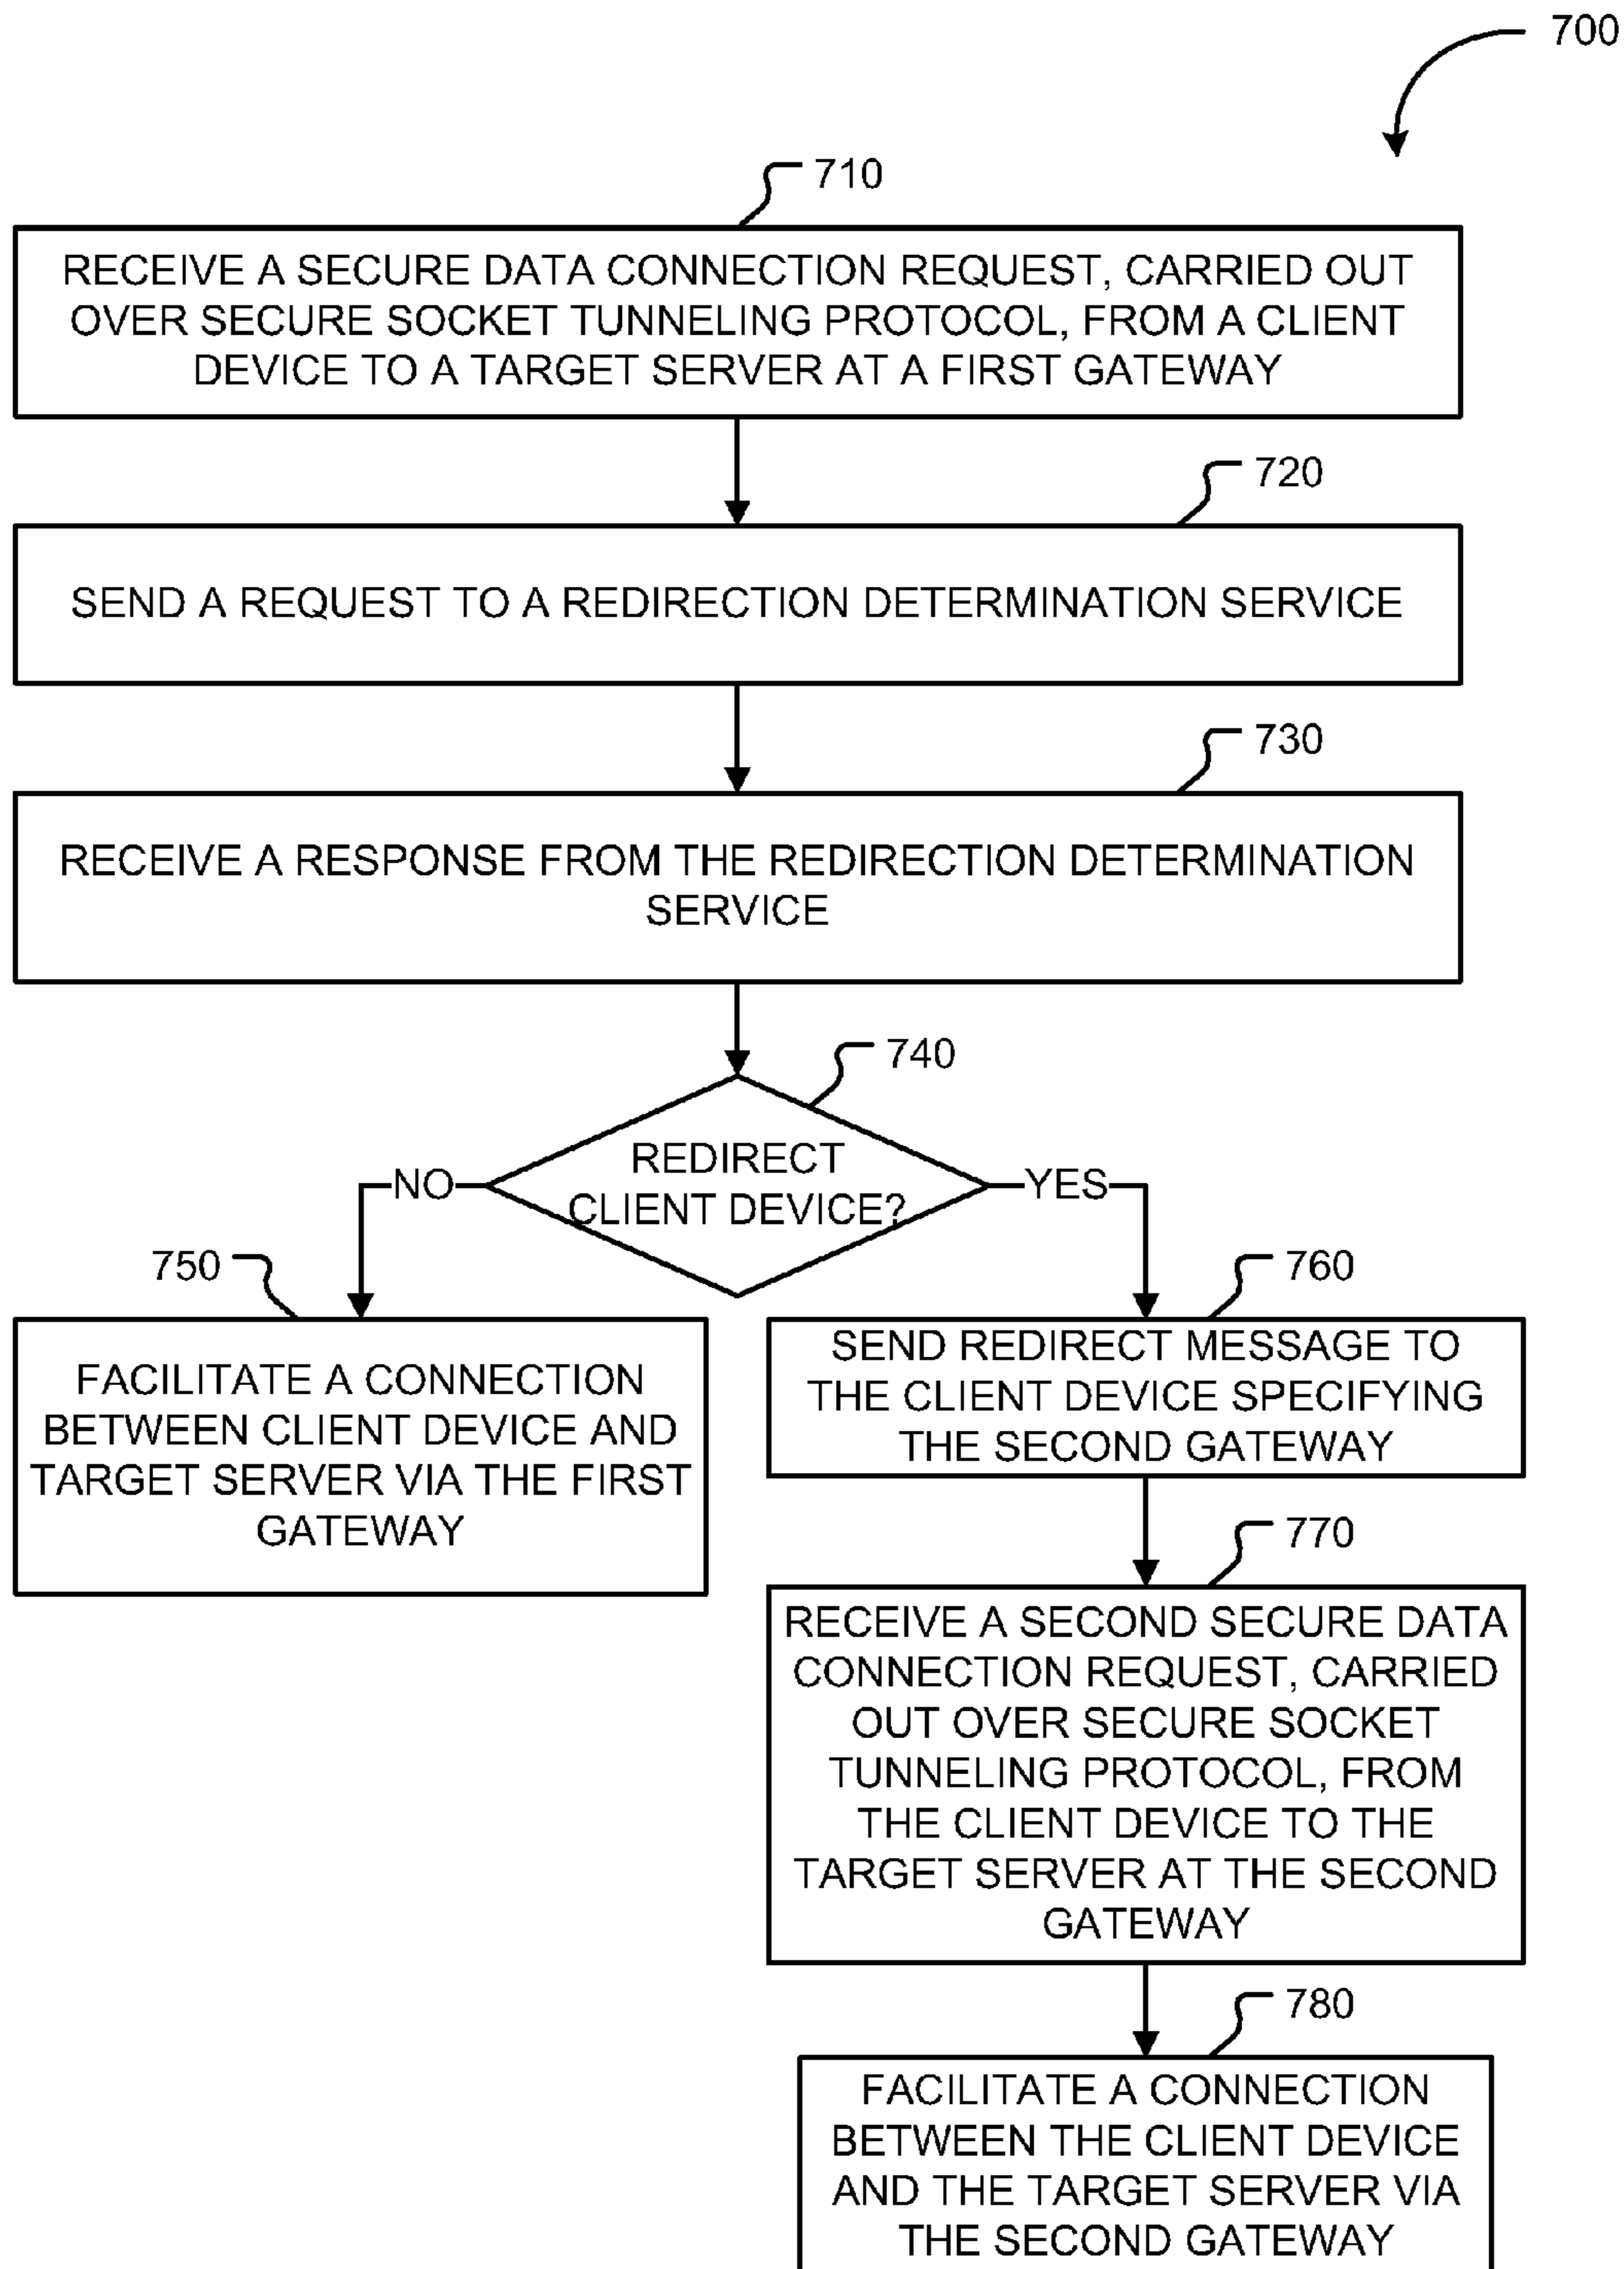 700
710
RECEIVE A SECURE DATA CONNECTION REQUEST, CARRIED OUT
OVER SECURE SOCKET TUNNELING PROTOCOL, FROM A CLIENT
DEVICE TO A TARGET SERVER AT A FIRST GATEWAY
720
SEND A REQUEST TO A REDIRECTION DETERMINATION SERVICE
730
RECEIVE A RESPONSE FROM THE REDIRECTION DETERMINATION
SERVICE
740
REDIRECT
CLIENT DEVICE?
NO
YES
750
FACILITATE A CONNECTION
BETWEEN CLIENT DEVICE AND
TARGET SERVER VIA THE FIRST
GATEWAY
760
SEND REDIRECT MESSAGE TO
THE CLIENT DEVICE SPECIFYING
THE SECOND GATEWAY
770
RECEIVE A SECOND SECURE DATA
CONNECTION REQUEST, CARRIED
OUT OVER SECURE SOCKET
TUNNELING PROTOCOL, FROM
THE CLIENT DEVICE TO THE
TARGET SERVER AT THE SECOND
GATEWAY
780
FACILITATE A CONNECTION
BETWEEN THE CLIENT DEVICE
AND THE TARGET SERVER VIA
THE SECOND GATEWAY